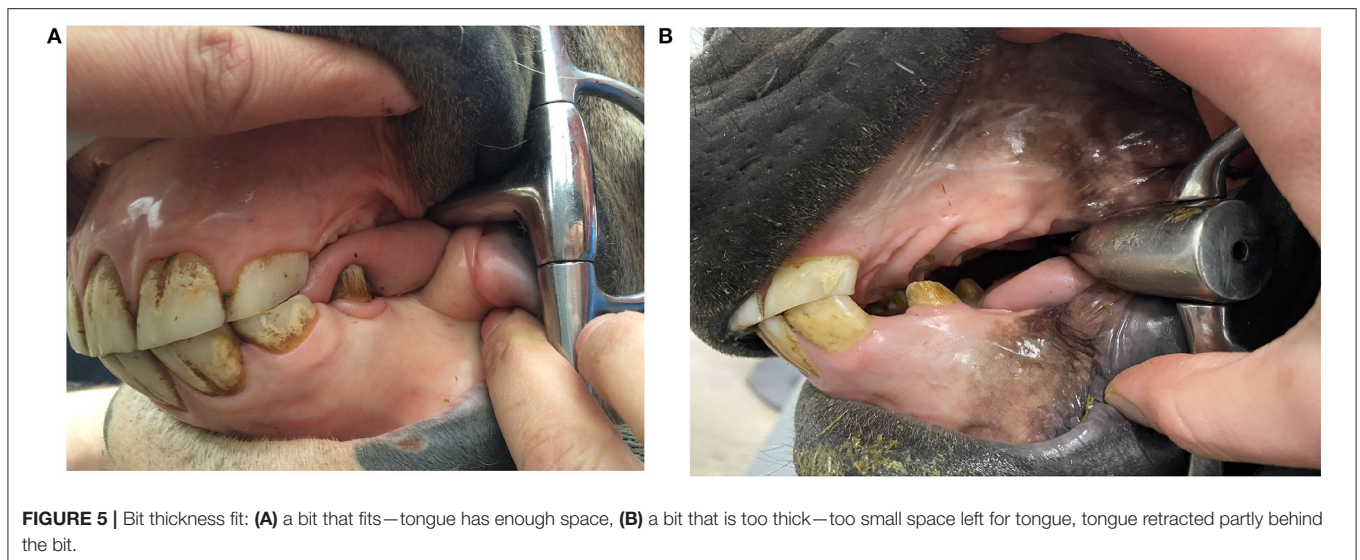 A
B
FIGURE 5 | Bit thickness fit: (A) a bit that fits—tongue has enough space, (B) a bit that is too thick—too small space left for tongue, tongue retracted partly behind
the bit.